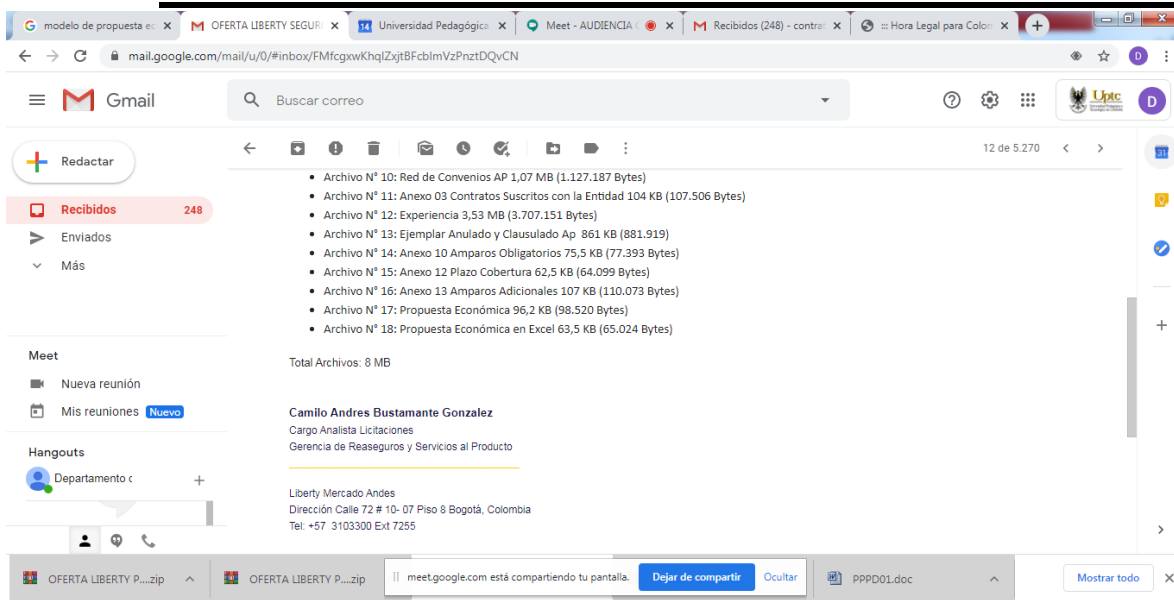 modelo de propuesta ec
OFERTA LIBERTY SEGUR
14 Universidad Pedagógica
Meet - AUDIENCIA
Recibidos (248) - contrat
::: Hora Legal para Colom
mail.google.com/mail/u/0/#inbox/FMfcgxwKhqlZxjtBFcblmVzPnztDQvCN
D
Gmail
Buscar correo
Uptc
D
Redactar
12 de 5.270
31
Recibidos 248
Enviados
Más
• Archivo N° 10: Red de Convenios AP 1,07 MB (1.127.187 Bytes)
• Archivo N° 11: Anexo 03 Contratos Suscritos con la Entidad 104 KB (107.506 Bytes)
• Archivo N° 12: Experiencia 3,53 MB (3.707.151 Bytes)
• Archivo N° 13: Ejemplar Anulado y Clausulado Ap 861 KB (881.919)
• Archivo N° 14: Anexo 10 Amparos Obligatorios 75,5 KB (77.393 Bytes)
• Archivo N° 15: Anexo 12 Plazo Cobertura 62,5 KB (64.099 Bytes)
• Archivo N° 16: Anexo 13 Amparos Adicionales 107 KB (110.073 Bytes)
• Archivo N° 17: Propuesta Económica 96,2 KB (98.520 Bytes)
• Archivo N° 18: Propuesta Económica en Excel 63,5 KB (65.024 Bytes)
Total Archivos: 8 MB
Meet
Nueva reunión
Mis reuniones Nuevo
Hangouts
Departamento c
Camilo Andres Bustamante Gonzalez
Cargo Analista Licitaciones
Gerencia de Reaseguros y Servicios al Producto
Liberty Mercado Andes
Dirección Calle 72 # 10- 07 Piso 8 Bogotá, Colombia
Tel: +57 3103300 Ext 7255
OFERTA LIBERTY P....zip
OFERTA LIBERTY P....zip
meet.google.com está compartiendo tu pantalla.
Dejar de compartir
Ocultar
PPPD01.doc
Mostrar todo